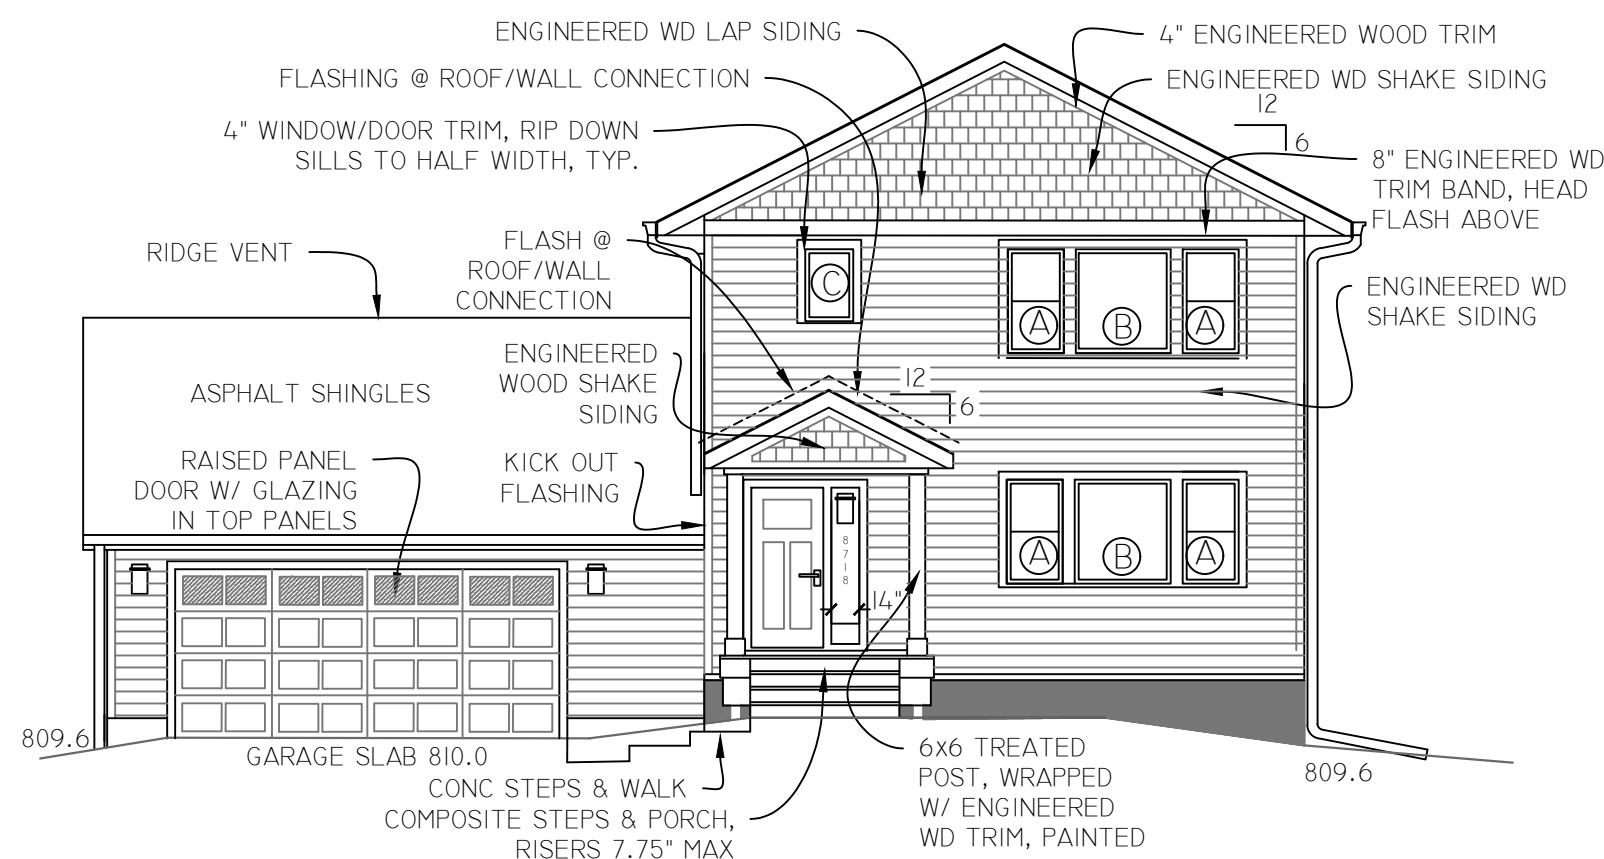 ENGINEERED WD LAP SIDING
4" ENGINEERED WOOD TRIM
FLASHING @ ROOF/WALL CONNECTION
ENGINEERED WD SHAKE SIDING
12
6
4" WINDOW/DOOR TRIM, RIP DOWN
SILLS TO HALF WIDTH, TYP.
8" ENGINEERED WD
TRIM BAND, HEAD
FLASH ABOVE
RIDGE VENT
FLASH @
ROOF/WALL
CONNECTION
C
A
B
A
ENGINEERED WD
SHAKE SIDING
ENGINEERED
WOOD SHAKE
SIDING
12
6
ASPHALT SHINGLES
RAISED PANEL
DOOR W/ GLAZING
IN TOP PANELS
KICK OUT
FLASHING
8
7
1
8
14"
A
B
A
809.6
GARAGE SLAB 810.0
CONC STEPS & WALK
COMPOSITE STEPS & PORCH,
RISERS 7.75" MAX
6x6 TREATED
POST, WRAPPED
W/ ENGINEERED
WD TRIM, PAINTED
809.6